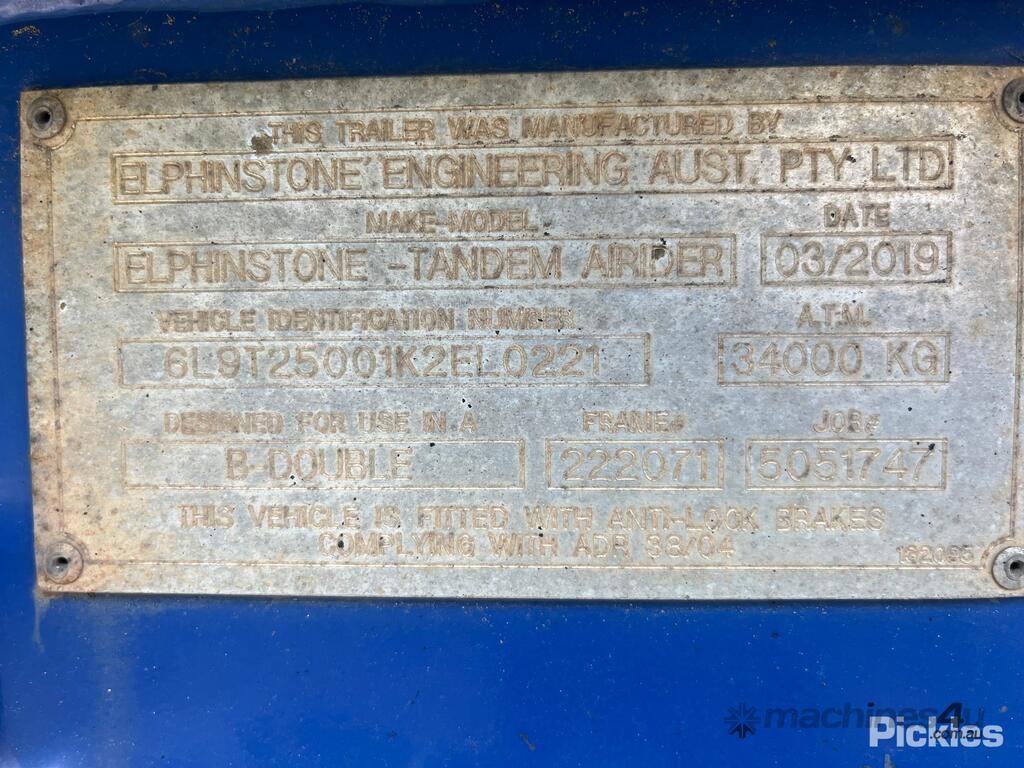 THIS TRAILER WAS MANUFACTURED BY
ELPHINSTONE ENGINEERING AUST. PTY LTD
MAKE-MODEL DATE
ELPHINSTONE -TANDEM AIRIDER 03/2019
VEHICLE IDENTIFICATION NUMBER A.T.M.
6L9T25001K2EL0221 34000 KG
DESIGNED FOR USE IN A FRAME# JOB#
B-DOUBLE 222071 5051747
THIS VEHICLE IS FITTED WITH ANTI-LOCK BRAKES
COMPLYING WITH ADR 38/04
162095
machines4u
.com.au
Pickles